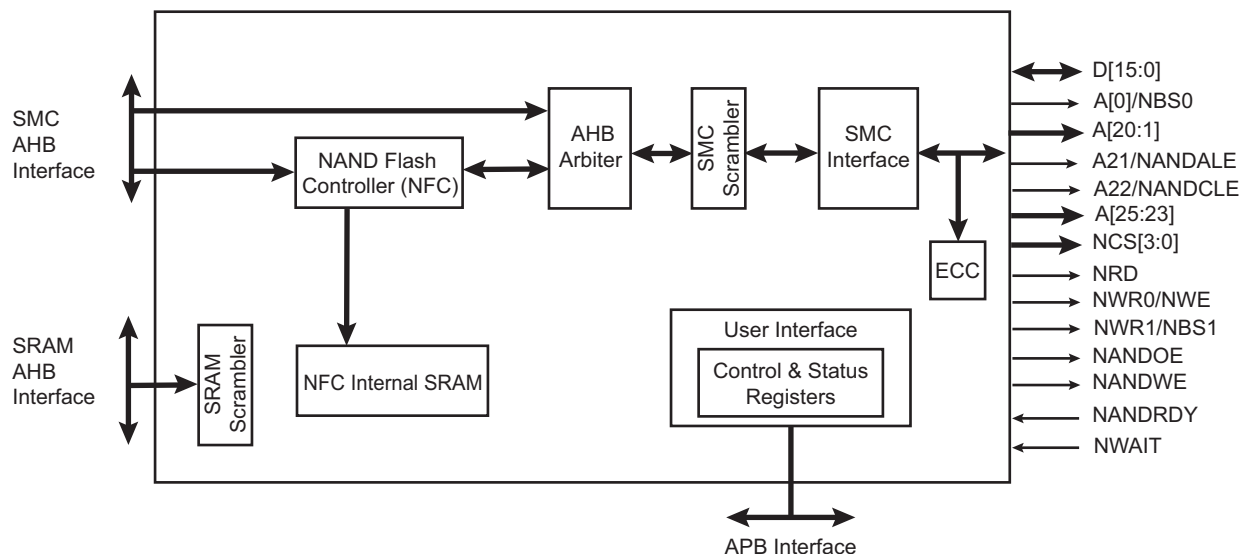 SMC
AHB
Interface
NAND Flash
Controller (NFC)
AHB
Arbiter
SMC
Scrambler
SMC
Interface
ECC
SRAM
AHB
Interface
SRAM
Scrambler
NFC Internal SRAM
User Interface
Control & Status
Registers
APB Interface
D[15:0]
A[0]/NBS0
A[20:1]
A21/NANDALE
A22/NANDCLE
A[25:23]
NCS[3:0]
NRD
NWR0/NWE
NWR1/NBS1
NANDOE
NANDWE
NANDRDY
NWAIT